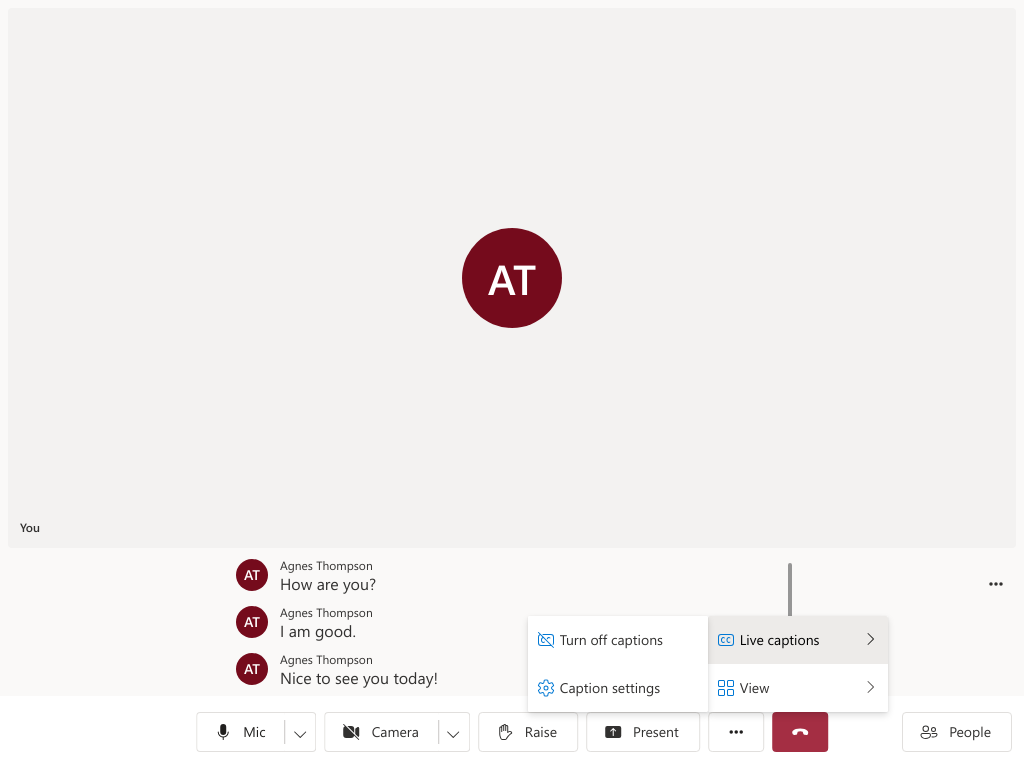 AT
You
AT
Agnes Thompson
How are you?
AT
Agnes Thompson
I am good.
AT
Agnes Thompson
Nice to see you today!
Turn off captions
CC Live captions
Caption settings
View
Mic
Camera
Raise
Present
People